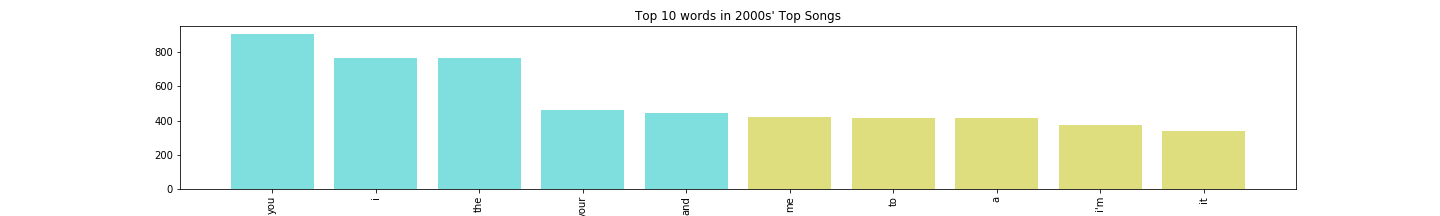 Top 10 words in 2000s' Top Songs
800
600
400
200
0
you
i
the
your
and
me
to
a
i'm
it